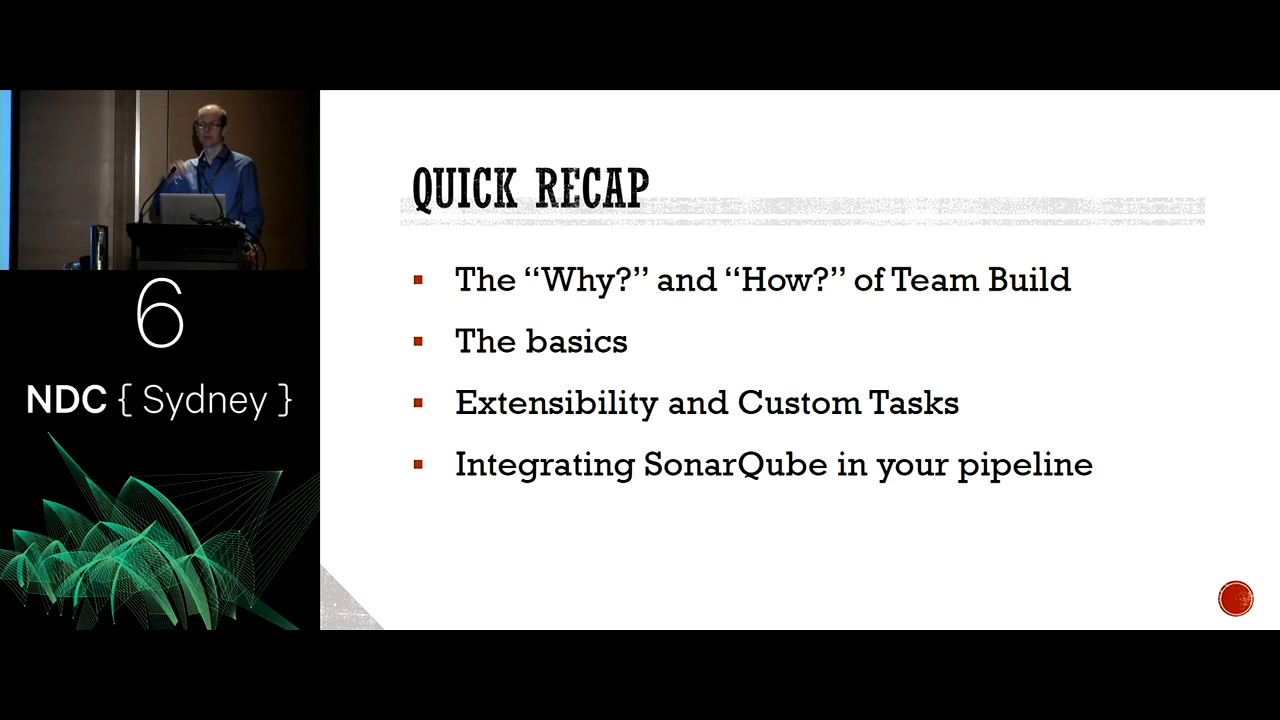 6
NDC { Sydney }
QUICK RECAP
The “Why?” and “How?” of Team Build
The basics
Extensibility and Custom Tasks
Integrating SonarQube in your pipeline